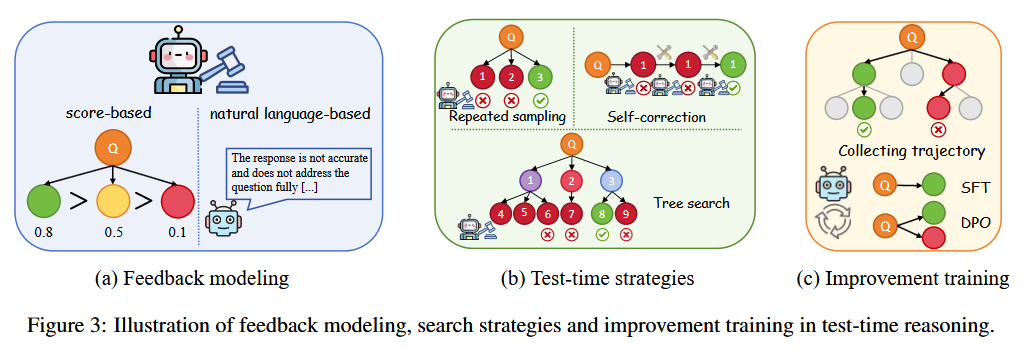 score-based
natural language-based
Q
The response is not accurate
and does not address the
question fully [...]
0.8 > 0.5 > 0.1
(a) Feedback modeling
Q
1 2 3
Repeated sampling
Q 1 1 1
Self-correction
Q
1 2 3
4 5 6 7 8 9
Tree search
(b) Test-time strategies
Q
Collecting trajectory
Q SFT
Q DPO
(c) Improvement training
Figure 3: Illustration of feedback modeling, search strategies and improvement training in test-time reasoning.